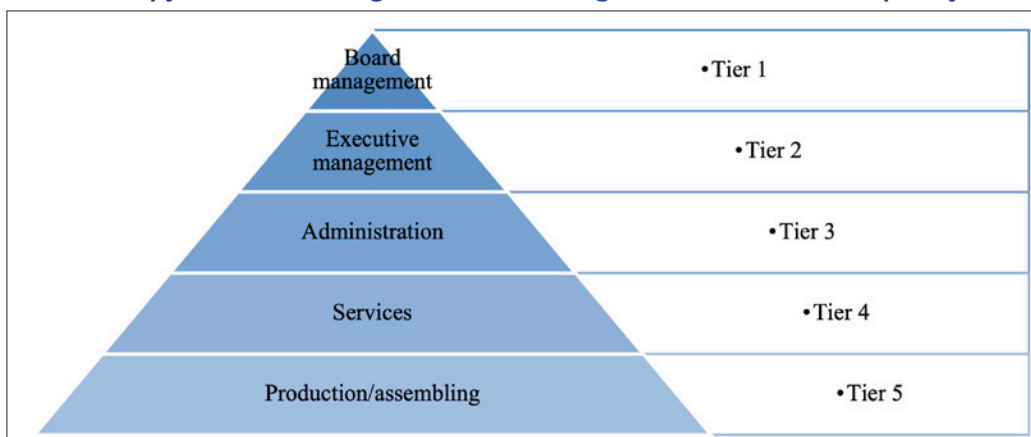 Board
management
•Tier 1
Executive
management
•Tier 2
Administration
•Tier 3
Services
•Tier 4
Production/assembling
•Tier 5